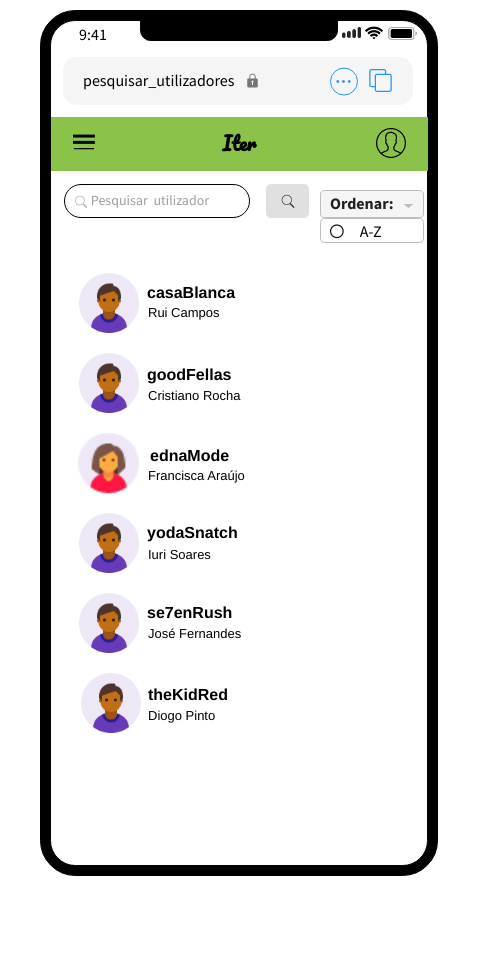 9:41
pesquisar_utilizadores
Iter
Pesquisar utilizador
Ordenar:
A-Z
casaBlanca
Rui Campos
goodFellas
Cristiano Rocha
ednaMode
Francisca Araújo
yodaSnatch
Iuri Soares
se7enRush
José Fernandes
theKidRed
Diogo Pinto